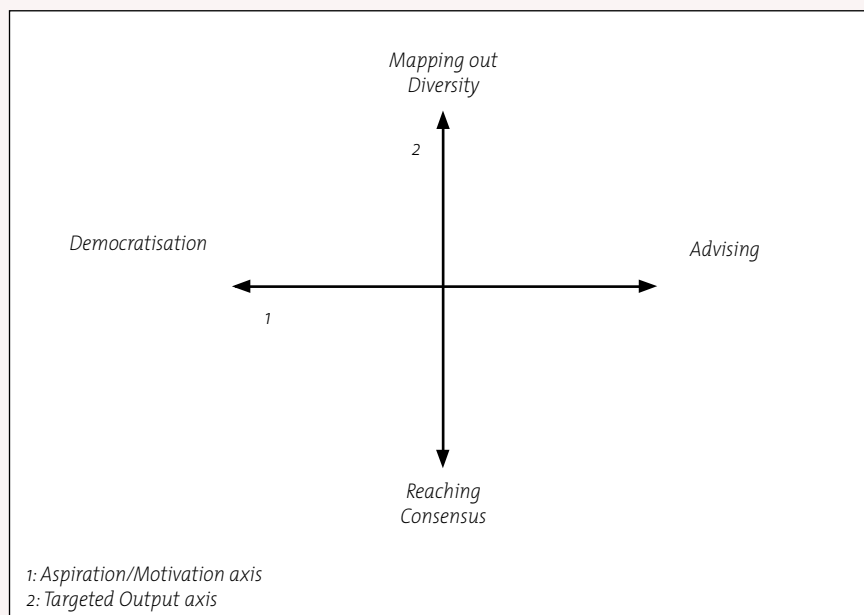 Mapping out
Diversity
2
Democratisation
Advising
1
Reaching
Consensus
1: Aspiration/Motivation axis
2: Targeted Output axis